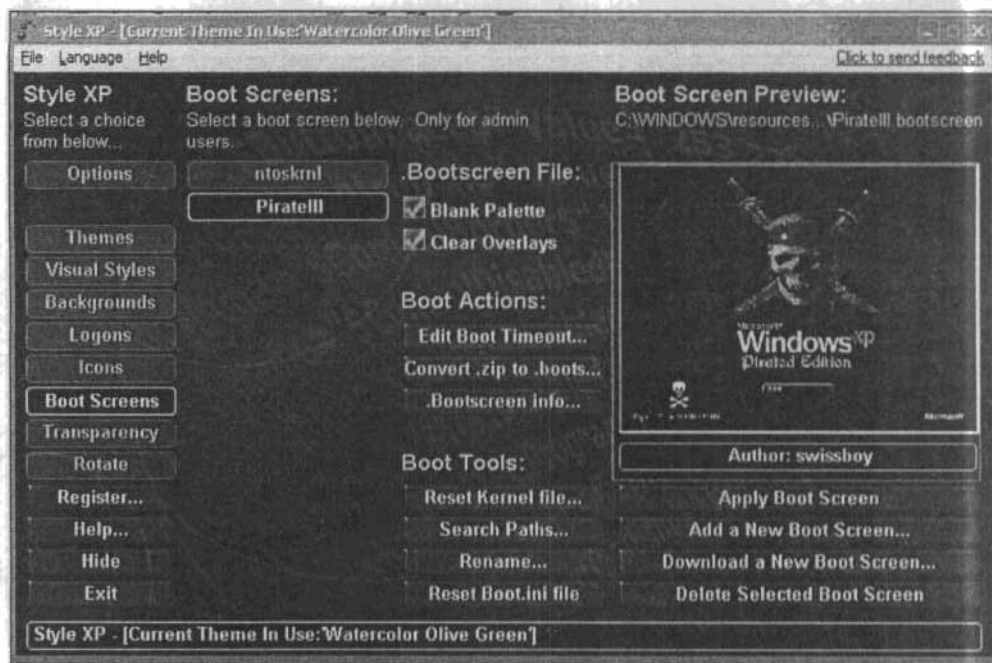 Style XP - [Current Theme In Use:'Watercolor Olive Green']
File Language Help
Click to send feedback
Style XP
Select a choice
from below...
Options
Themes
Visual Styles
Backgrounds
Logons
Icons
Boot Screens
Transparency
Rotate
Register...
Help...
Hide
Exit
Boot Screens:
Select a boot screen below. Only for admin
users.
ntoskrnl
PirateIII
.Bootscreen File:
Blank Palette
Clear Overlays
Boot Actions:
Edit Boot Timeout...
Convert .zip to .boots...
.Bootscreen info...
Boot Tools:
Reset Kernel file...
Search Paths...
Rename...
Reset Boot.ini file
Boot Screen Preview:
C:\WINDOWS\resources... \PirateIII.bootscreen
Microsoft
Windows xp
Pirated Edition
Microsoft
Author: swissboy
Apply Boot Screen
Add a New Boot Screen...
Download a New Boot Screen...
Delete Selected Boot Screen
Style XP - [Current Theme In Use:'Watercolor Olive Green']